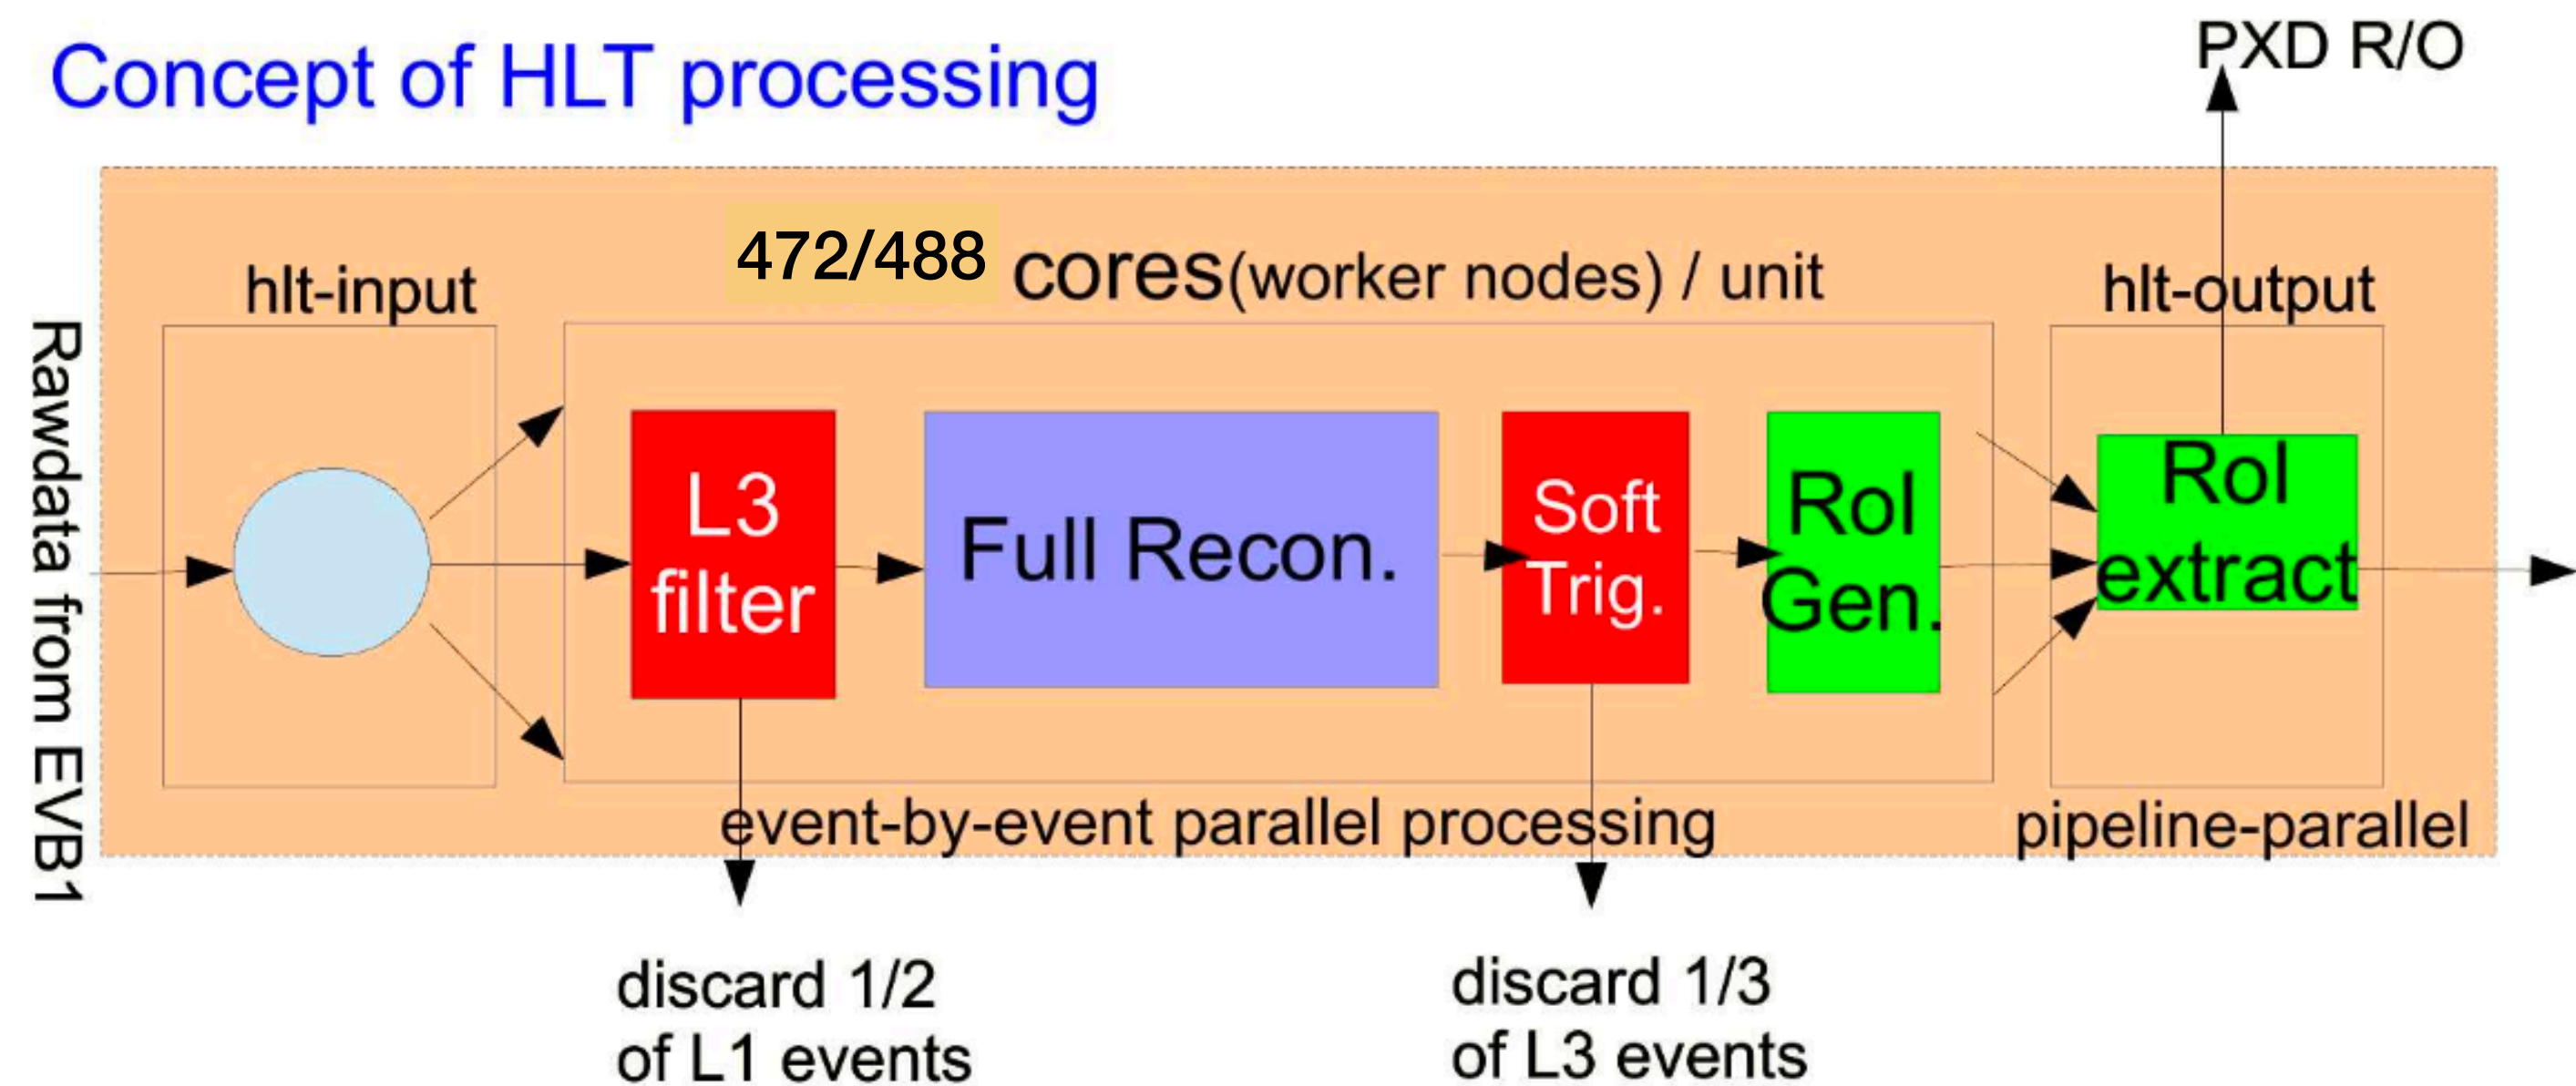 Concept of HLT processing
PXD R/O
472/488 cores(worker nodes) / unit
hlt-input
hlt-output
Rawdata from EVB1
L3
filter
Full Recon.
Soft
Trig.
RoI
Gen.
RoI
extract
event-by-event parallel processing
pipeline-parallel
discard 1/2
of L1 events
discard 1/3
of L3 events